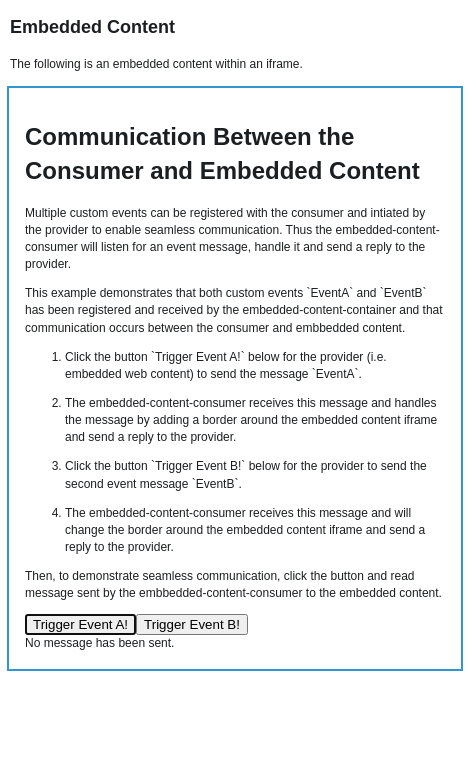 Embedded Content
The following is an embedded content within an iframe.
Communication Between the
Consumer and Embedded Content
Multiple custom events can be registered with the consumer and intiated by
the provider to enable seamless communication. Thus the embedded-content-
consumer will listen for an event message, handle it and send a reply to the
provider.
This example demonstrates that both custom events `EventA` and `EventB`
has been registered and received by the embedded-content-container and that
communication occurs between the consumer and embbedded content.
1. Click the button `Trigger Event A!` below for the provider (i.e.
embedded web content) to send the message `EventA`.
2. The embedded-content-consumer receives this message and handles
the message by adding a border around the embedded content iframe
and send a reply to the provider.
3. Click the button `Trigger Event B!` below for the provider to send the
second event message `EventB`.
4. The embedded-content-consumer receives this message and will
change the border around the embedded content iframe and send a
reply to the provider.
Then, to demonstrate seamless communication, click the button and read
message sent by the embbedded-content-consumer to the embedded content.
Trigger Event A! Trigger Event B!
No message has been sent.